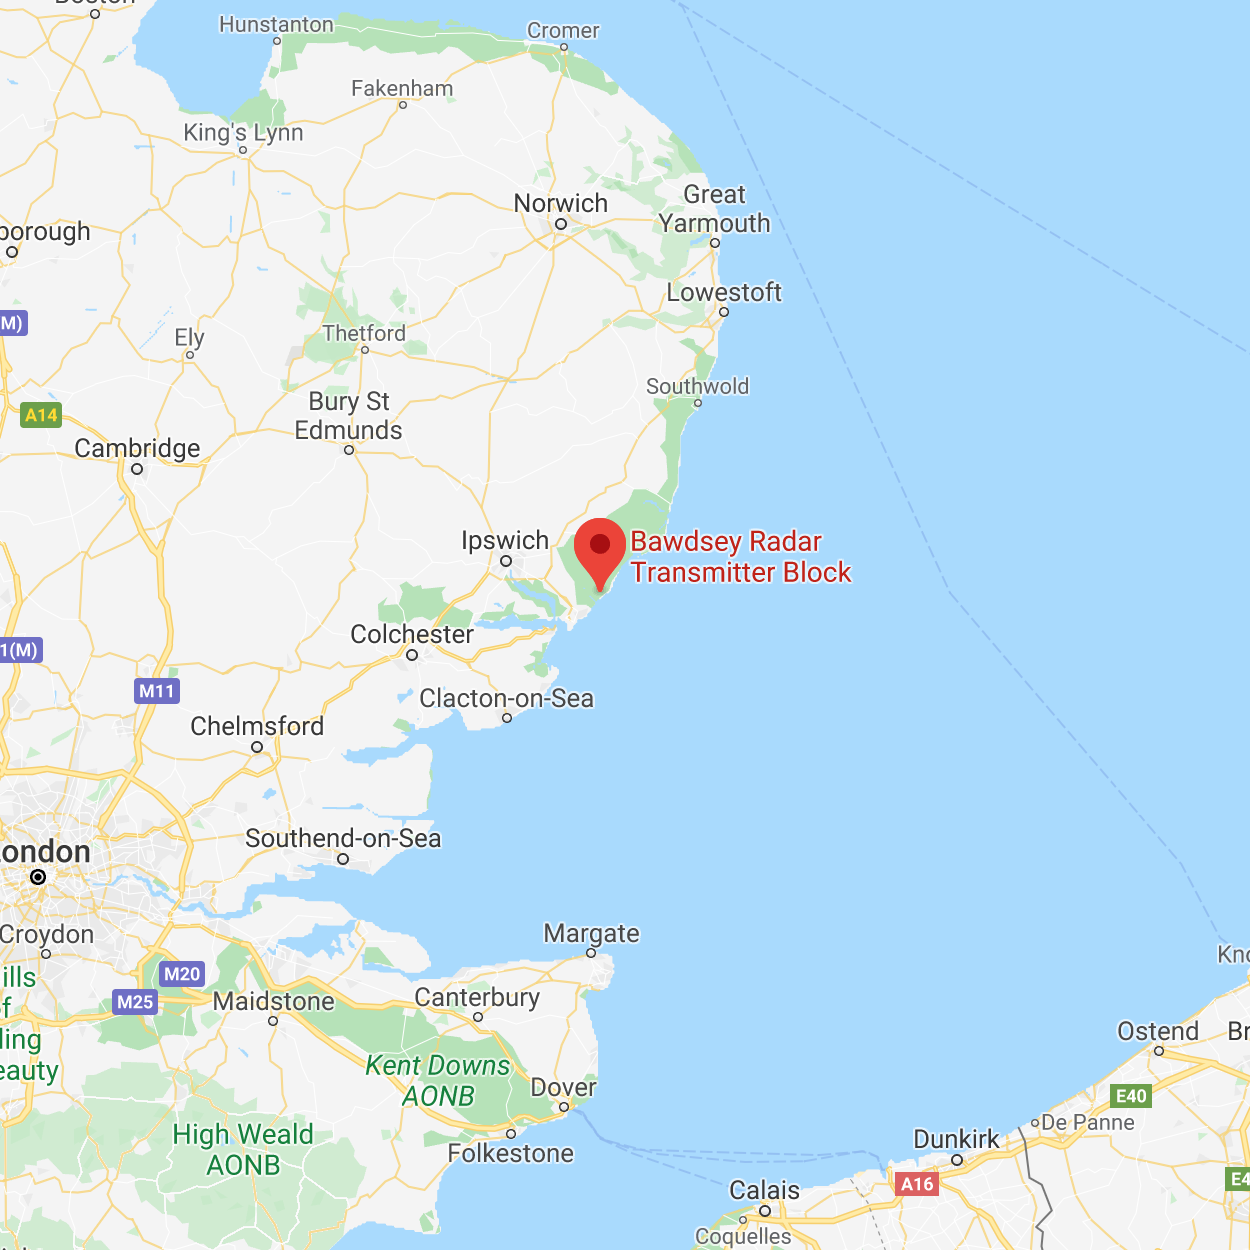 Boston
Hunstanton
Cromer
Fakenham
King's Lynn
Norwich
Great
Yarmouth
borough
Lowestoft
M)
Ely
Thetford
Southwold
A14
Bury St
Edmunds
Cambridge
Ipswich
Bawdsey Radar
Transmitter Block
Colchester
1(M)
M11
Clacton-on-Sea
Chelmsford
Southend-on-Sea
London
Croydon
Margate
Kno
ills
M20
M25
Maidstone
Canterbury
of
ling
eauty
Ostend
Br
Kent Downs
AONB
Dover
E40
De Panne
High Weald
AONB
Folkestone
Dunkirk
A16
E4
Calais
Coquelles